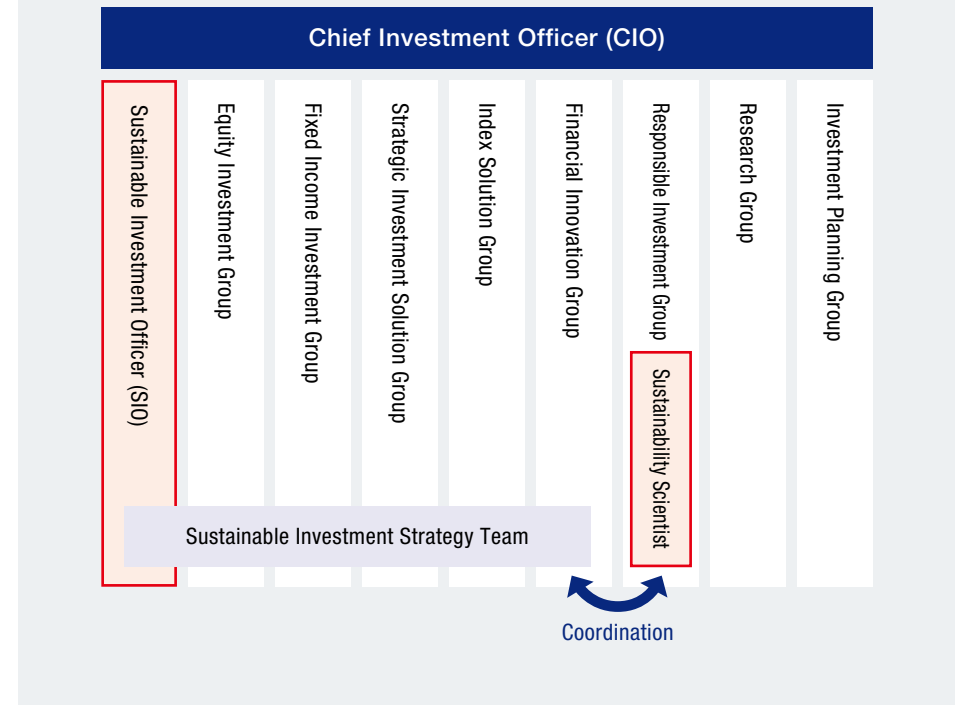 Chief Investment Officer (CIO)
Sustainable Investment Officer (SIO)
Equity Investment Group
Fixed Income Investment Group
Strategic Investment Solution Group
Index Solution Group
Financial Innovation Group
Responsible Investment Group
Sustainability Scientist
Research Group
Investment Planning Group
Sustainable Investment Strategy Team
Coordination